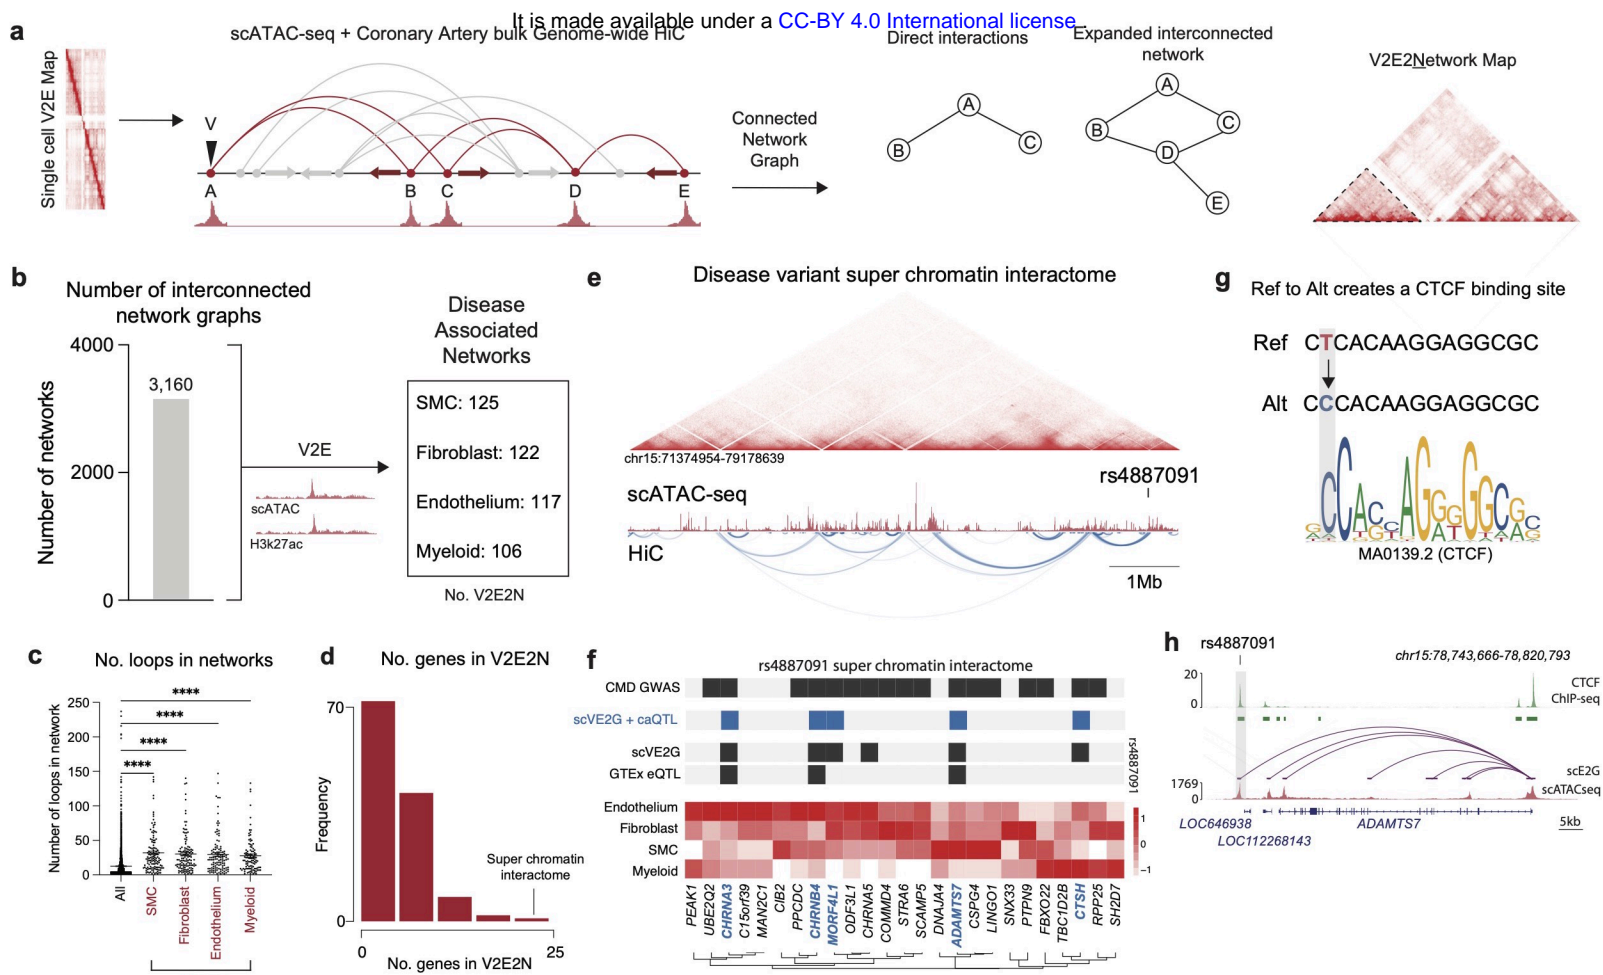 It is made available under a CC-BY 4.0 International license.
a
scATAC-seq + Coronary Artery bulk Genome-wide HiC
Single cell V2E Map
V
A
B
C
D
E
Connected
Network
Graph
Direct interactions
A
B
C
Expanded interconnected
network
A
B
C
D
E
V2E2Network Map
b
Number of interconnected
network graphs
Number of networks
4000
2000
0
3,160
V2E
scATAC
H3k27ac
Disease
Associated
Networks
SMC: 125
Fibroblast: 122
Endothelium: 117
Myeloid: 106
No. V2E2N
c
No. loops in networks
Number of loops in network
250
200
150
100
50
0
****
****
****
****
All
SMC
Fibroblast
Endothelium
Myeloid
d
No. genes in V2E2N
Frequency
70
0
Super chromatin
interactome
0
25
No. genes in V2E2N
e
Disease variant super chromatin interactome
chr15:71374954-79178639
rs4887091
scATAC-seq
HiC
1Mb
f
rs4887091 super chromatin interactome
CMD GWAS
scVE2G + caQTL
scVE2G
GTEx eQTL
rs4887091
Endothelium
Fibroblast
SMC
Myeloid
1
0
−1
PEAK1
UBE2Q2
CHRNA3
C15orf39
MAN2C1
CIB2
PPCDC
CHRNB4
MORF4L1
ODF3L1
CHRNA5
COMMD4
STRA6
SCAMP5
DNAJA4
ADAMTS7
CSPG4
LINGO1
SNX33
PTPN9
FBXO22
TBC1D2B
CTSH
RPP25
SH2D7
g
Ref to Alt creates a CTCF binding site
Ref CTCACAAGGAGGCGC
Alt CCCACAAGGAGGCGC
MA0139.2 (CTCF)
h
rs4887091
chr15:78,743,666-78,820,793
20
0
CTCF
ChIP-seq
scE2G
1769
0
scATACseq
LOC646938
LOC112268143
ADAMTS7
5kb